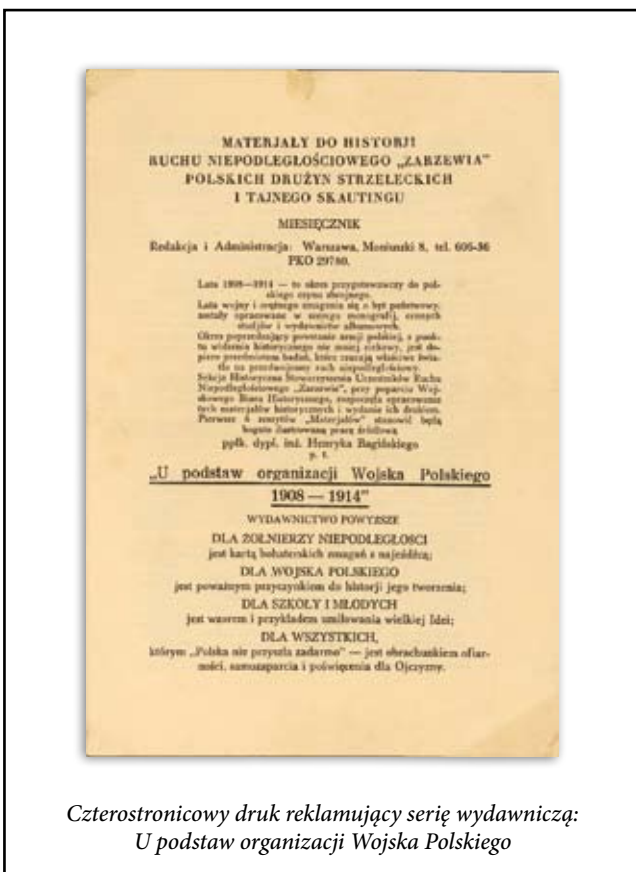 MATERJAŁY DO HISTORJI
RUCHU NIEPODLEGŁOŚCIOWEGO „ZARZEWIA”
POLSKICH DRUŻYN STRZELECKICH
I TAJNEGO SKAUTINGU
MIESIĘCZNIK
Redakcja i Administracja: Warszawa, Moniuszki 8, tel. 606-36
PKO 29780.
Lata 1908—1914 — to okres przygotowawczy do pol-
skiego czynu zbrojnego.
Lata wojny i orężnego zmagania się o byt państwowy,
zostały opracowane w szeregu monografij, cennych
studjów i wydawnictw albumowych.
Okres poprzedzający powstanie armji polskiej, z punk-
tu widzenia historycznego nie mniej ciekawy, jest do-
piero przedmiotem badań, które rzucają właściwe świa-
tło na przedwojenny ruch niepodległościowy.
Sekcja Historyczna Stowarzyszenia Uczestników Ruchu
Niepodległościowego „Zarzewie”, przy poparciu Woj-
skowego Biura Historycznego, rozpoczęła opracowanie
tych materjałów historycznych i wydanie ich drukiem.
Pierwsze 6 zeszytów „Materjałów” stanowić będą
bogato ilustrowaną pracę źródłową
ppłk. dypl. inż. Henryka Bagińskiego
p. t.
„U podstaw organizacji Wojska Polskiego
1908 — 1914”
WYDAWNICTWO POWYŻSZE
DLA ŻOŁNIERZY NIEPODLEGŁOŚCI
jest kartą bohaterskich zmagań z najeźdźcą;
DLA WOJSKA POLSKIEGO
jest poważnym przyczynkiem do historji jego tworzenia;
DLA SZKOŁY I MŁODYCH
jest wzorem i przykładem umiłowania wielkiej Idei;
DLA WSZYSTKICH,
którym „Polska nie przyszła zadarmo” — jest obrachunkiem ofiar-
ności, samozaparcia i poświęcenia dla Ojczyzny.
Czterostronicowy druk reklamujący serię wydawniczą:
U podstaw organizacji Wojska Polskiego